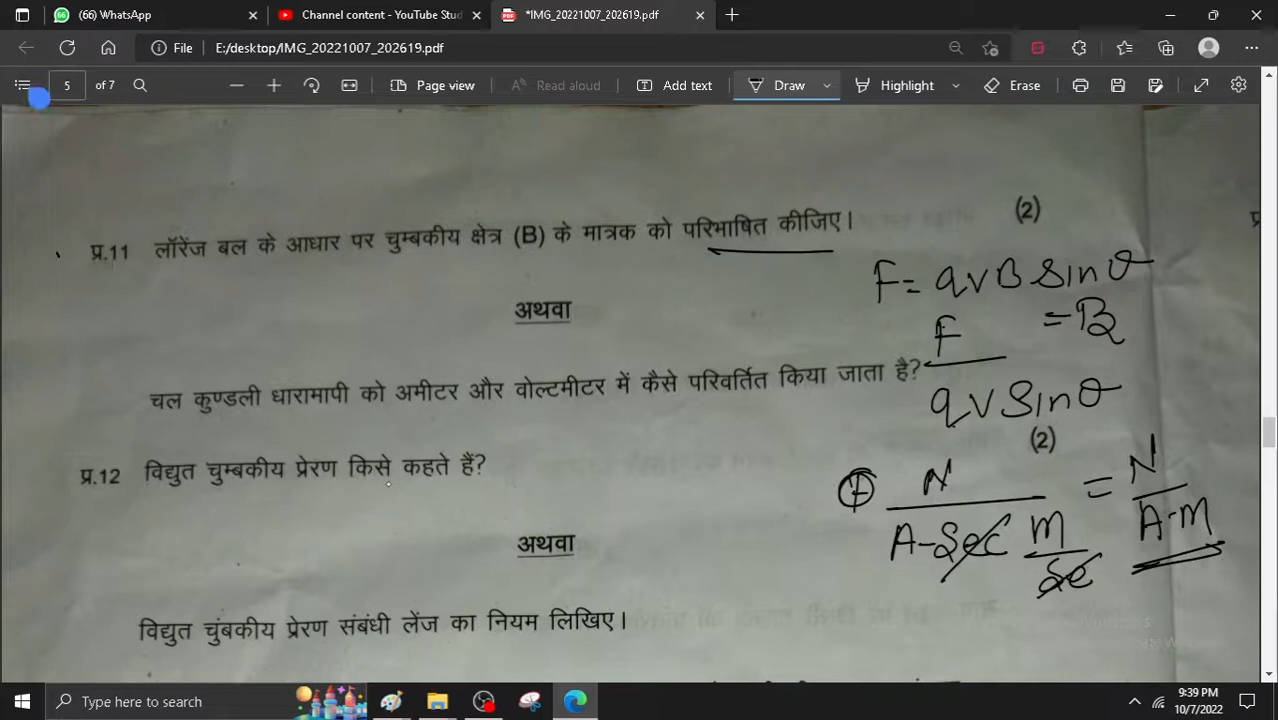 (66) WhatsApp
Channel content - YouTube Stud
*IMG_20221007_202619.pdf
File
E:/desktop/IMG_20221007_202619.pdf
5
of 7
Page view
Read aloud
Add text
Draw
Highlight
Erase
प्र.11 लॉरेंज बल के आधार पर चुम्बकीय क्षेत्र (B) के मात्रक को परिभाषित कीजिए।
(2)
F = qvB Sinθ
अथवा
F = B
qv Sinθ
चल कुण्डली धारामापी को अमीटर और वोल्टमीटर में कैसे परिवर्तित किया जाता है?
(2)
प्र.12 विद्युत चुम्बकीय प्रेरण किसे कहते हैं?
N = N
A-Sec M A-M
Se
अथवा
विद्युत चुंबकीय प्रेरण संबंधी लेंज का नियम लिखिए।
Type here to search
9:39 PM
10/7/2022